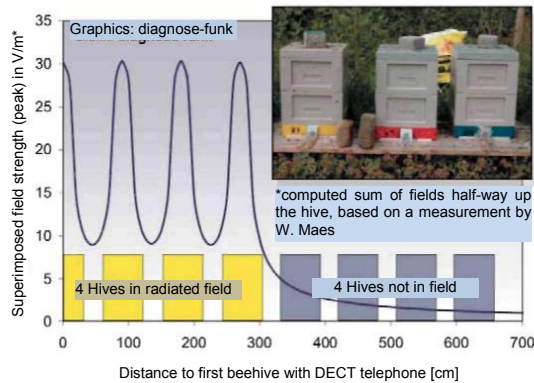 Graphics: diagnose-funk
Superimposed field strength (peak) in V/m*
35
30
25
20
15
10
5
0
*computed sum of fields half-way up
the hive, based on a measurement by
W. Maes
4 Hives in radiated field
4 Hives not in field
0 100 200 300 400 500 600 700
Distance to first beehive with DECT telephone [cm]